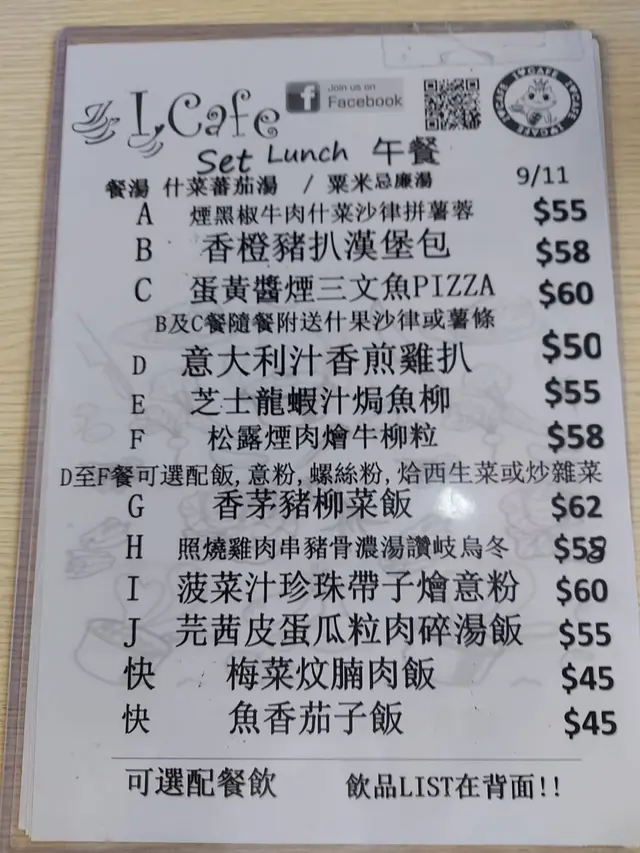 I Cafe
Join us on Facebook
I ♥ CAFE
Set Lunch 午餐
餐湯 什菜蕃茄湯 / 粟米忌廉湯 9/11
A 煙黑椒牛肉什菜沙律拼薯蓉 $55
B 香橙豬扒漢堡包 $58
C 蛋黃醬煙三文魚PIZZA $60
B及C餐隨餐附送什果沙律或薯條
D 意大利汁香煎雞扒 $50
E 芝士龍蝦汁焗魚柳 $55
F 松露煙肉燴牛柳粒 $58
D至F餐可選配飯,意粉,螺絲粉,烚西生菜或炒雜菜
G 香茅豬柳菜飯 $62
H 照燒雞肉串豬骨濃湯讚岐烏冬 $58
I 菠菜汁珍珠帶子燴意粉 $60
J 芫茜皮蛋瓜粒肉碎湯飯 $55
快 梅菜炆腩肉飯 $45
快 魚香茄子飯 $45
可選配餐飲 飲品LIST在背面!!